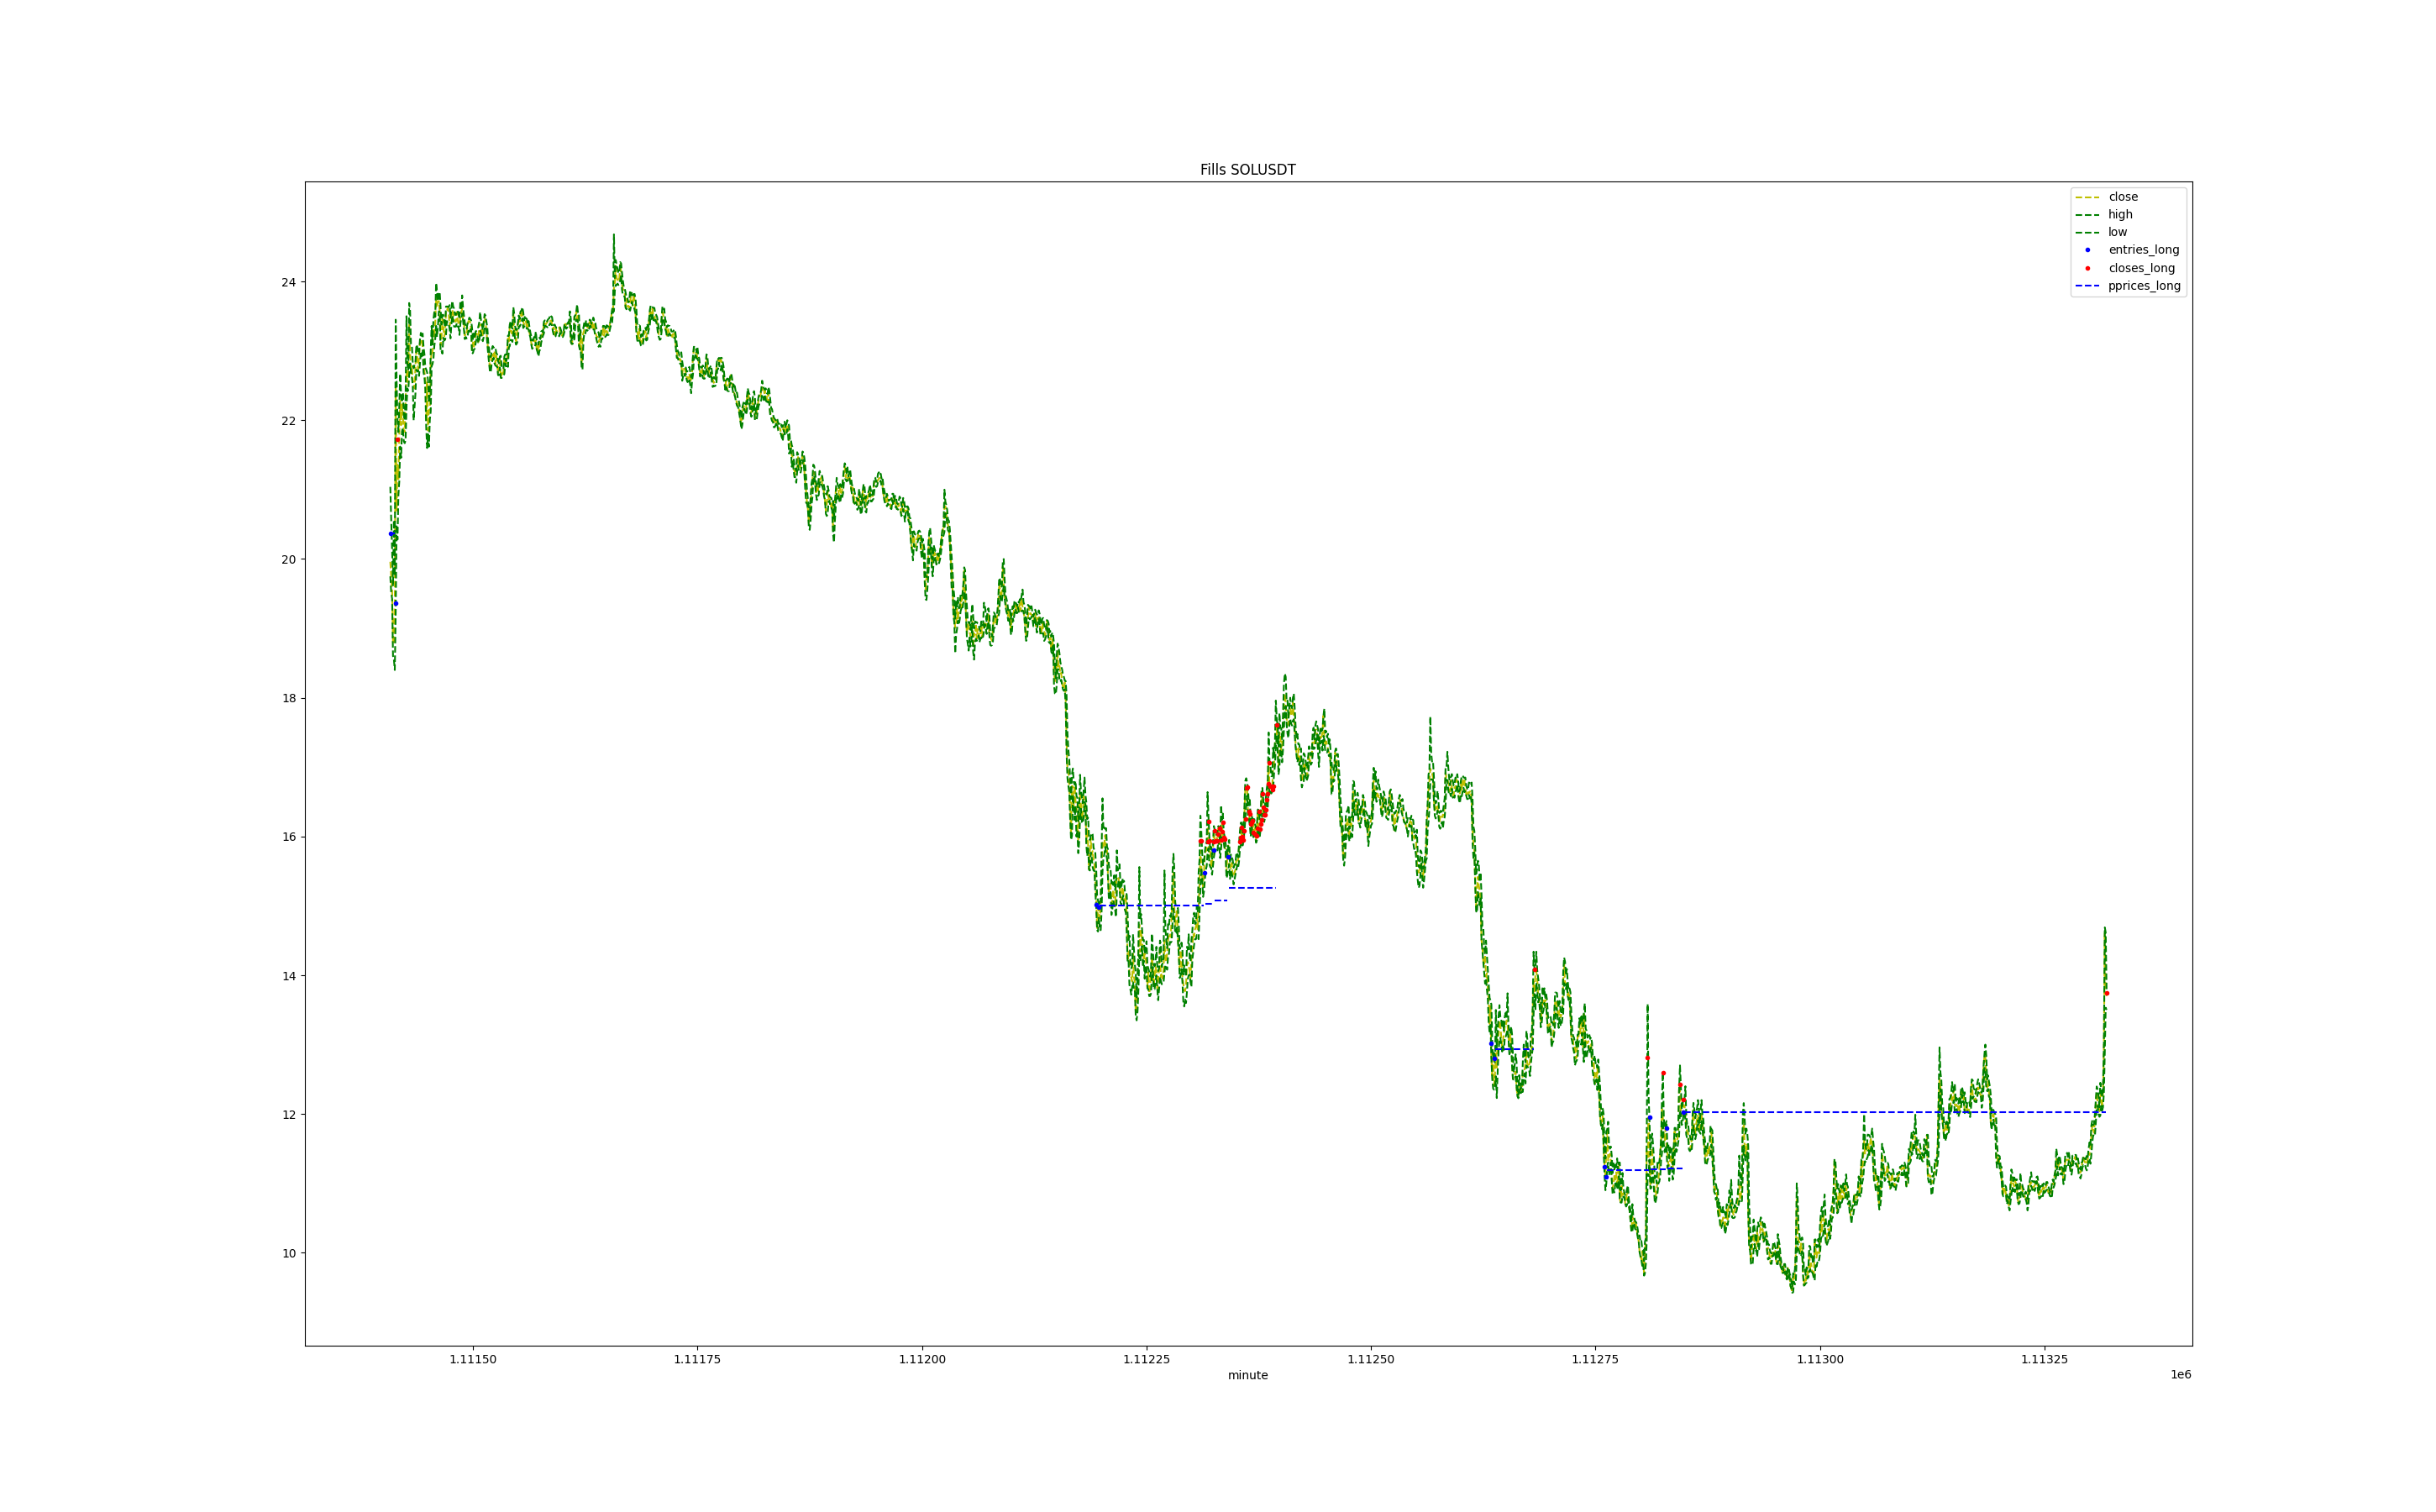 Fills SOLUSDT
close
high
low
entries_long
closes_long
pprices_long
24
22
20
18
16
14
12
10
1.11150 1.11175 1.11200 1.11225 1.11250 1.11275 1.11300 1.11325
minute
1e6